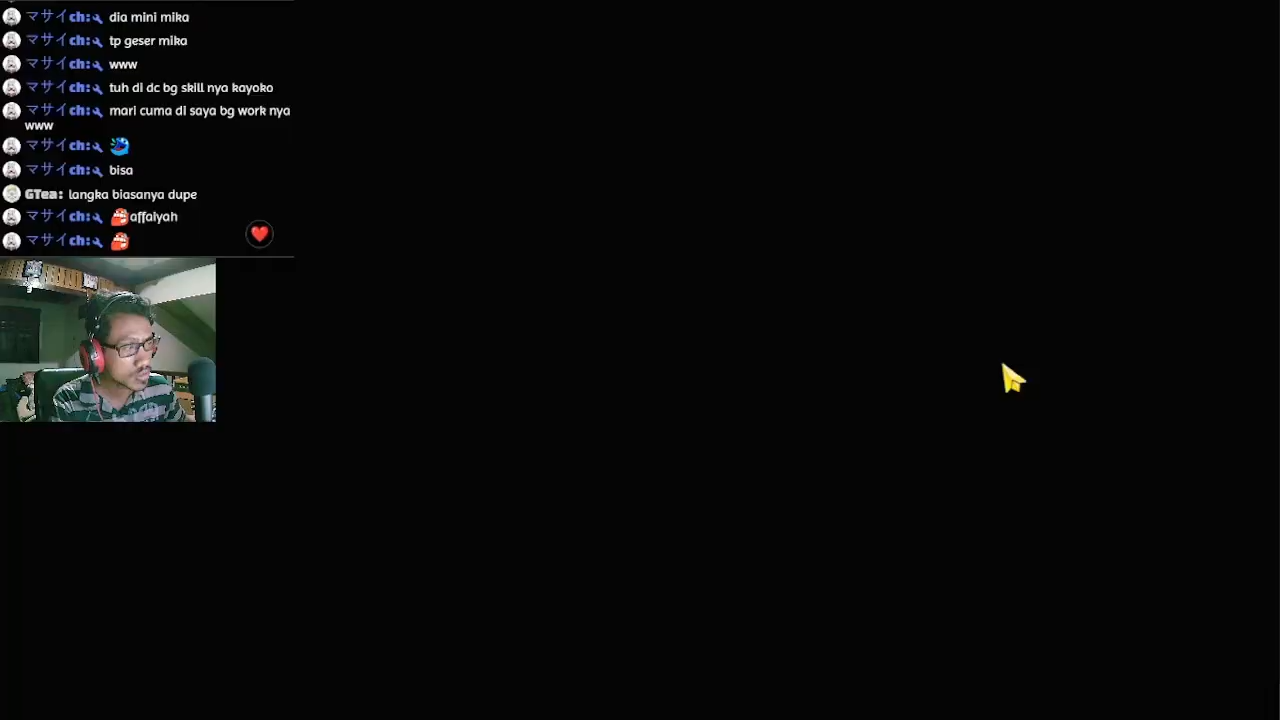 マサイch: dia mini mika
マサイch: tp geser mika
マサイch: www
マサイch: tuh di dc bg skill nya kayoko
マサイch: mari cuma di saya bg work nya
www
マサイch:
マサイch: bisa
GTea: langka biasanya dupe
マサイch: affaiyah
マサイch: